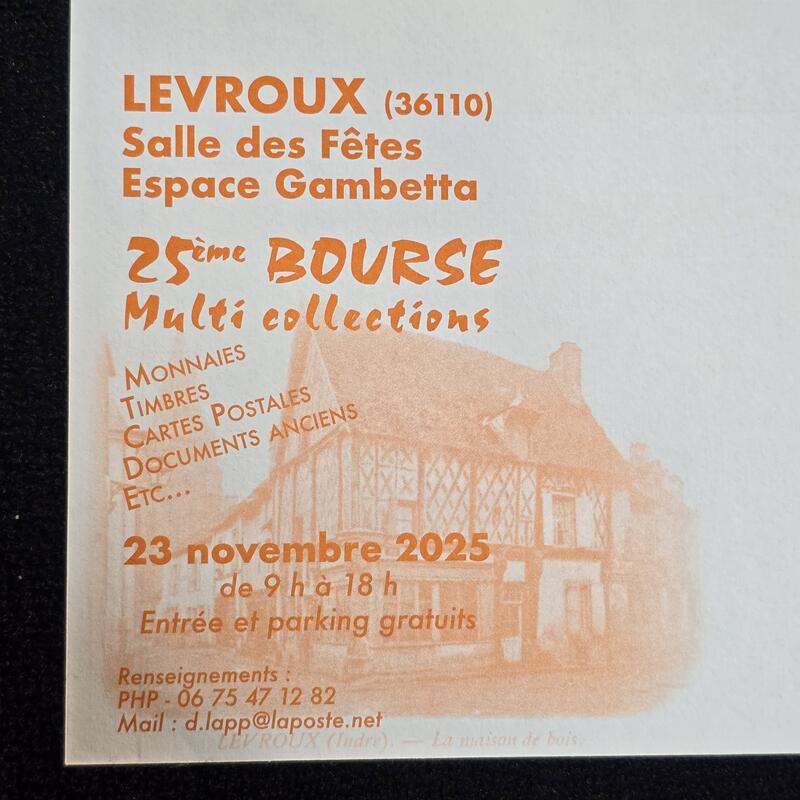 LEVROUX (36110)
Salle des Fêtes
Espace Gambetta
25ème BOURSE
Multi collections
MONNAIES
TIMBRES
CARTES POSTALES
DOCUMENTS ANCIENS
ETC...
23 novembre 2025
de 9 h à 18 h
Entrée et parking gratuits
Renseignements :
PHP - 06 75 47 12 82
Mail : d.lapp@laposte.net
LEVROUX (Indre). — La maison de bois.